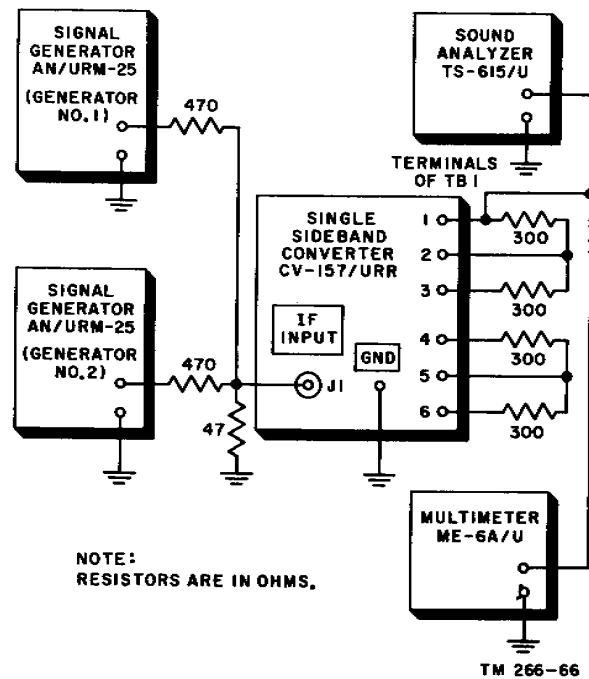 SIGNAL
GENERATOR
AN/URM-25
(GENERATOR
NO.1)
470
SOUND
ANALYZER
TS-615/U
TERMINALS
OF TB1
SINGLE
SIDEBAND
CONVERTER
CV-157/URR
1
2
3
4
5
6
300
300
300
300
IF
INPUT
J1
GND
SIGNAL
GENERATOR
AN/URM-25
(GENERATOR
NO.2)
470
47
MULTIMETER
ME-6A/U
NOTE:
RESISTORS ARE IN OHMS.
TM 266-66